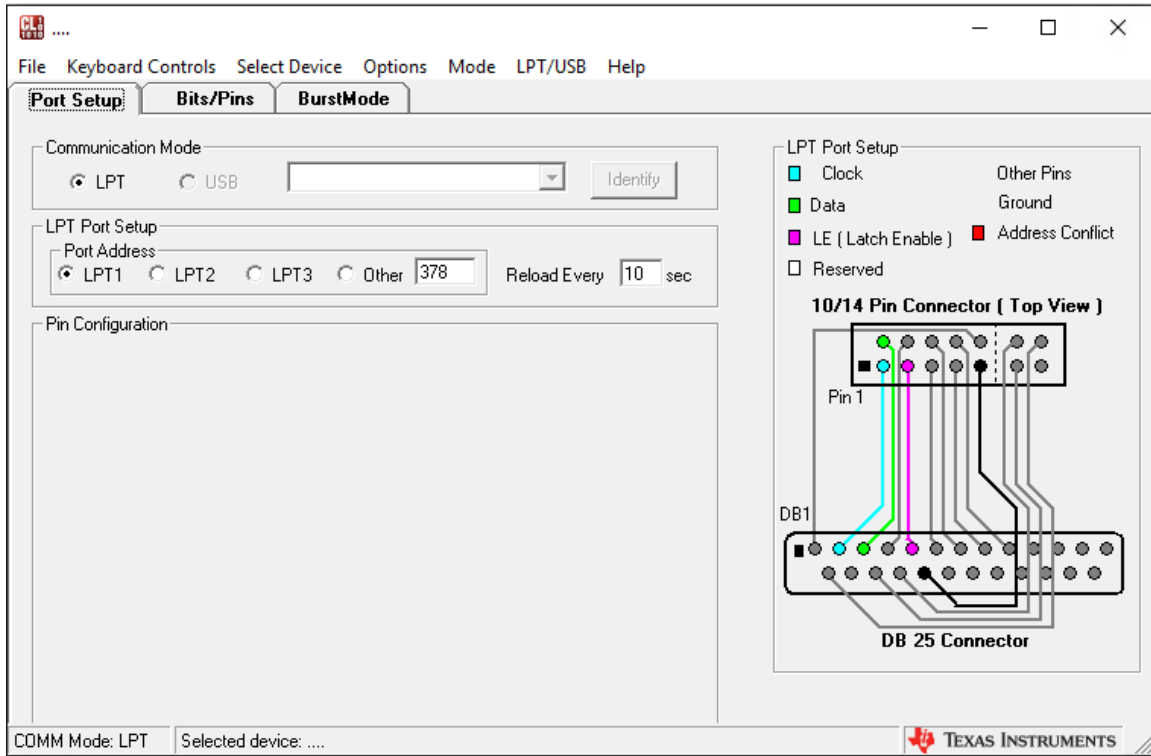 CL 1010 ....
File Keyboard Controls Select Device Options Mode LPT/USB Help
Port Setup Bits/Pins BurstMode
Communication Mode
LPT USB Identify
LPT Port Setup
Port Address
LPT1 LPT2 LPT3 Other 378 Reload Every 10 sec
Pin Configuration
LPT Port Setup
Clock Other Pins
Data Ground
LE ( Latch Enable ) Address Conflict
Reserved
10/14 Pin Connector ( Top View )
Pin 1
DB1
DB 25 Connector
COMM Mode: LPT Selected device: .... TEXAS INSTRUMENTS